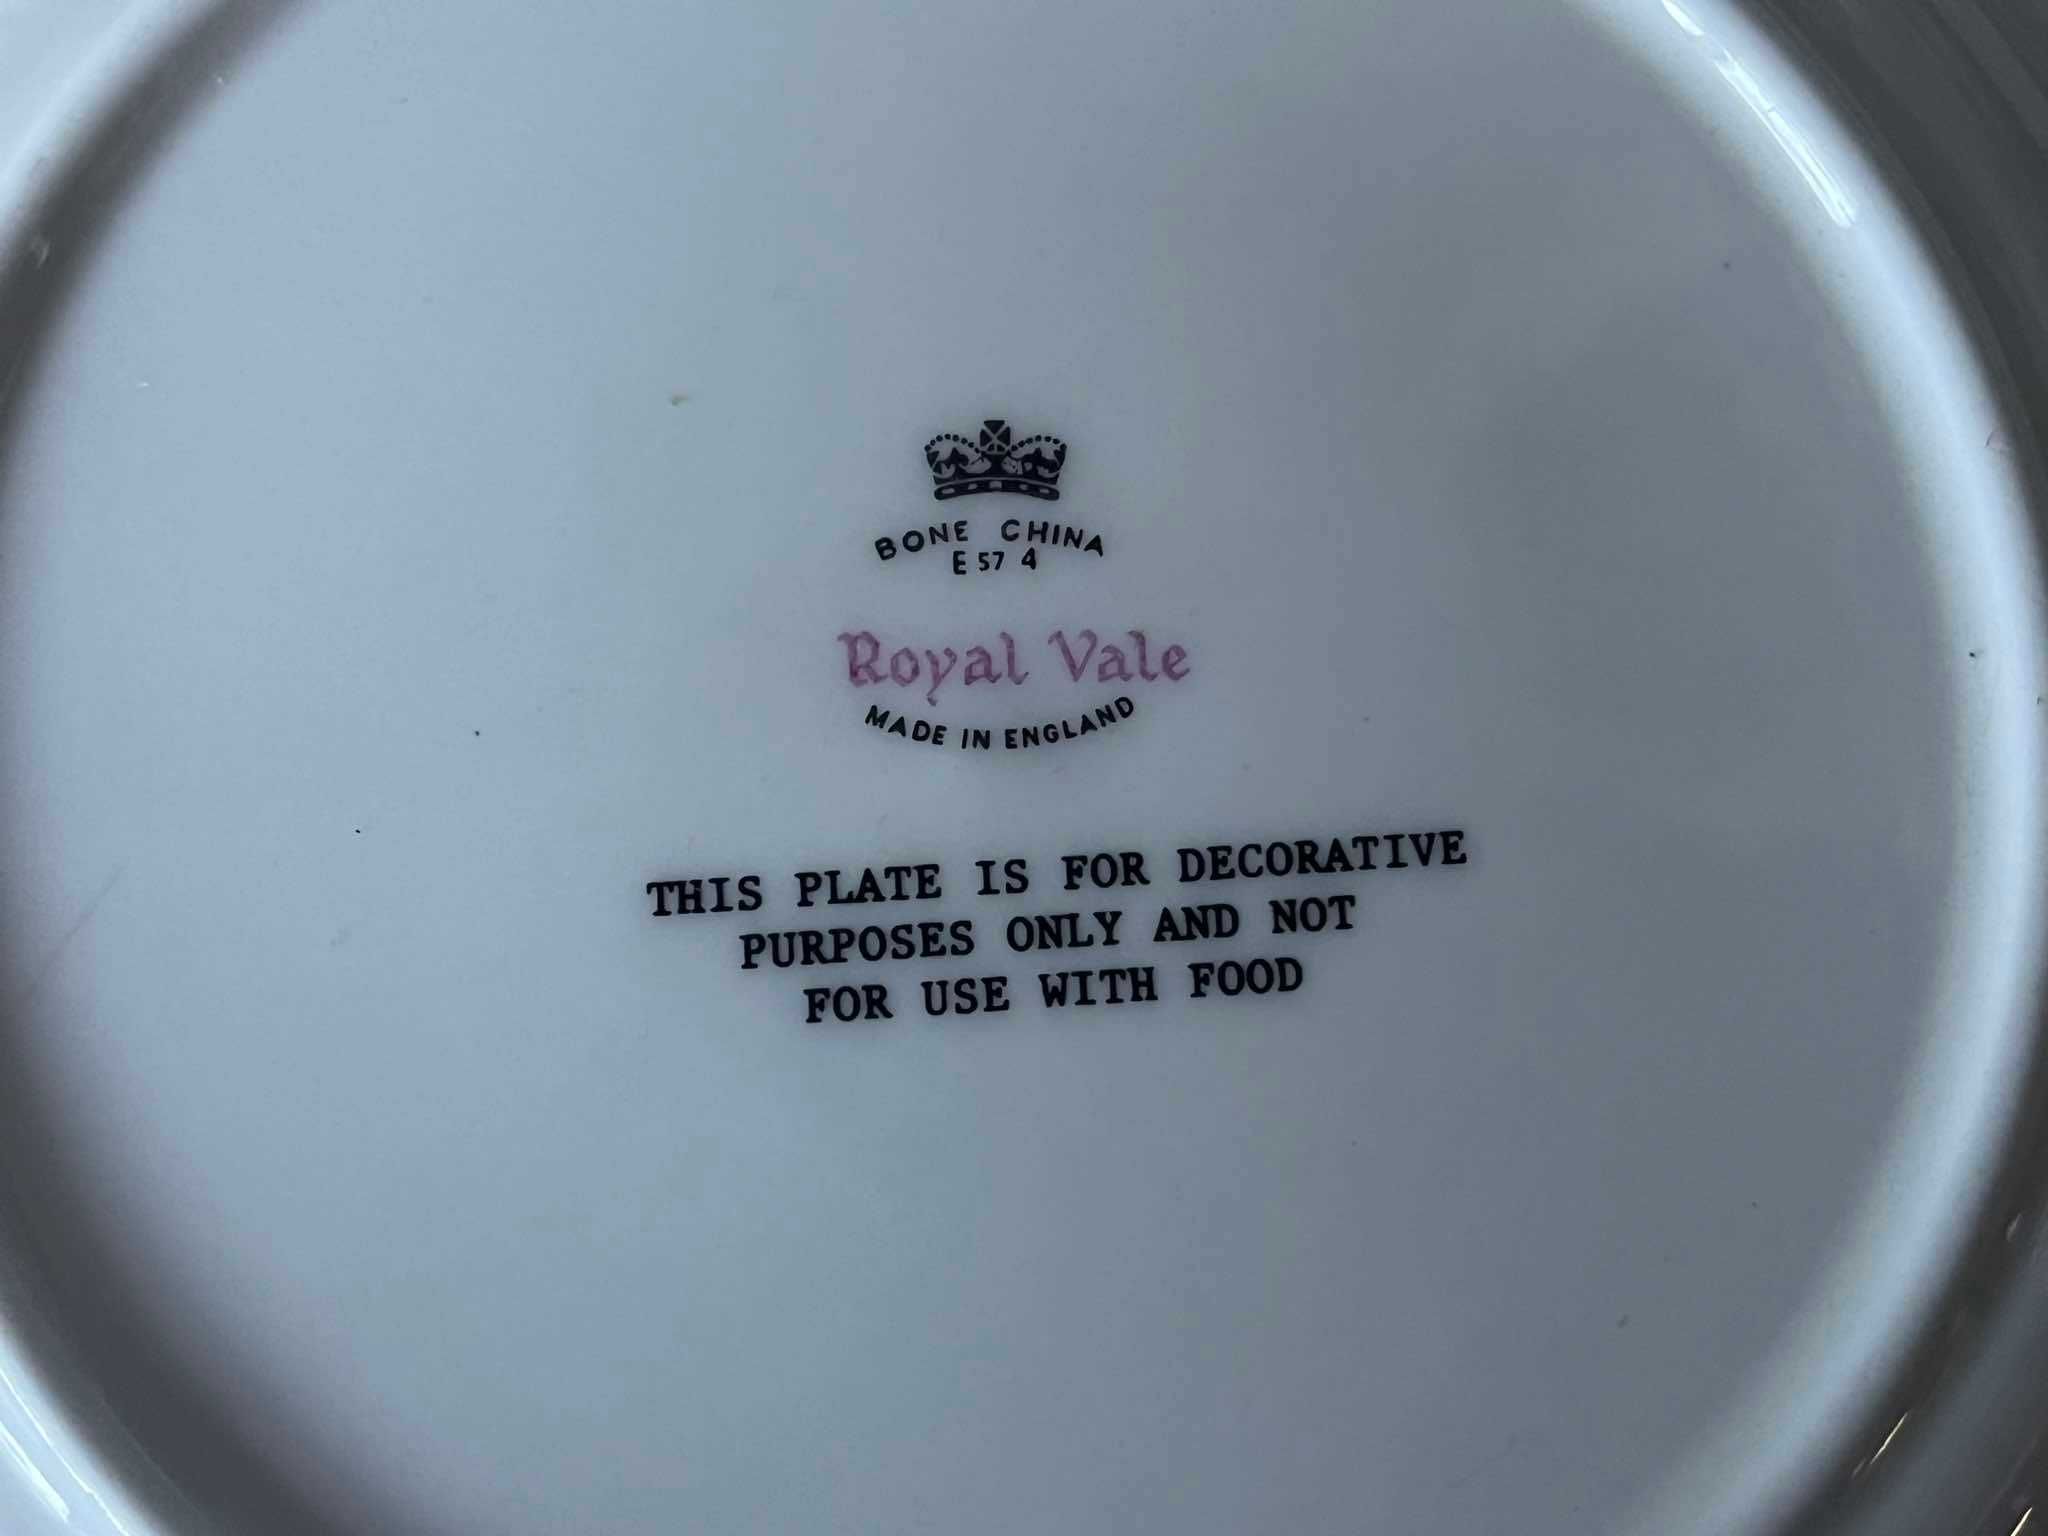 BONE CHINA
E 57 4
Royal Vale
MADE IN ENGLAND
THIS PLATE IS FOR DECORATIVE
PURPOSES ONLY AND NOT
FOR USE WITH FOOD